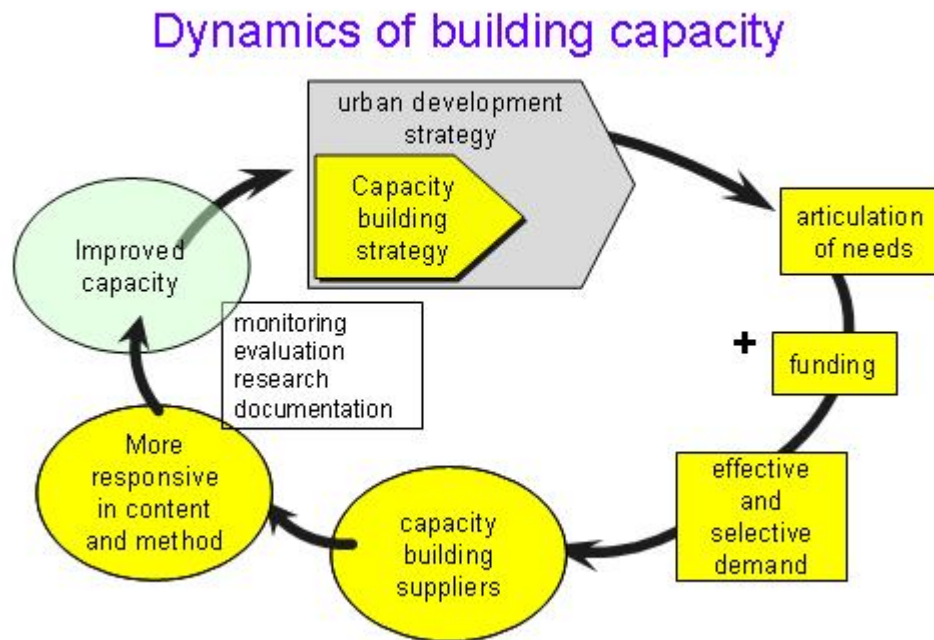 Dynamics of building capacity
urban development
strategy
Capacity
building
strategy
articulation
of needs
+
funding
effective
and
selective
demand
capacity
building
suppliers
More
responsive
in content
and method
Improved
capacity
monitoring
evaluation
research
documentation